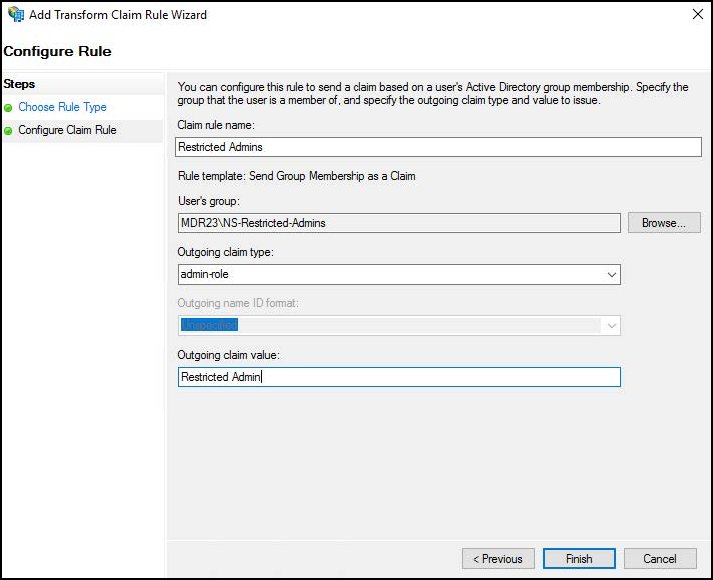 Add Transform Claim Rule Wizard
Configure Rule
Steps
Choose Rule Type
Configure Claim Rule
You can configure this rule to send a claim based on a user's Active Directory group membership. Specify the
group that the user is a member of, and specify the outgoing claim type and value to issue.
Claim rule name:
Restricted Admins
Rule template: Send Group Membership as a Claim
User's group:
MDR23\NS-Restricted-Admins
Browse...
Outgoing claim type:
admin-role
Outgoing name ID format:
Unspecified
Outgoing claim value:
Restricted Admin
< Previous
Finish
Cancel